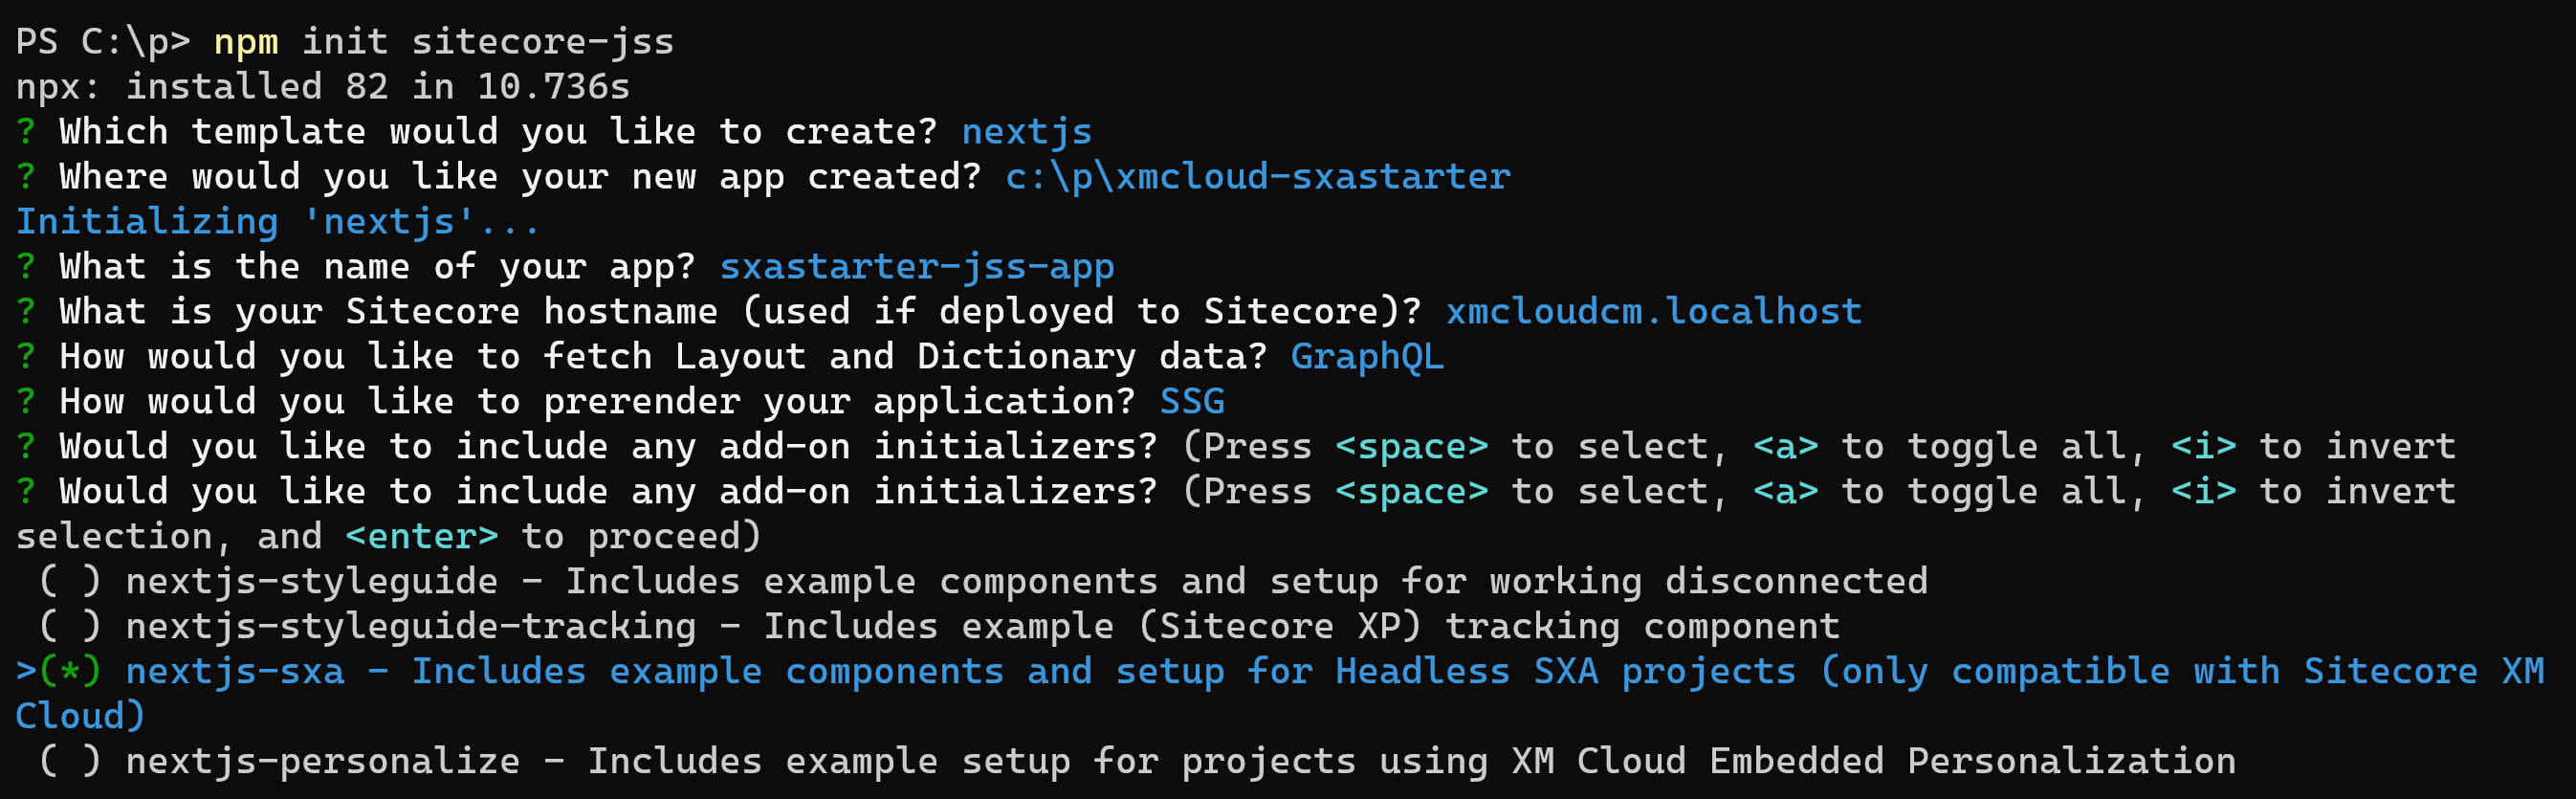 PS C:\p> npm init sitecore-jss
npx: installed 82 in 10.736s
? Which template would you like to create? nextjs
? Where would you like your new app created? c:\p\xmcloud-sxastarter
Initializing 'nextjs'...
? What is the name of your app? sxastarter-jss-app
? What is your Sitecore hostname (used if deployed to Sitecore)? xmcloudcm.localhost
? How would you like to fetch Layout and Dictionary data? GraphQL
? How would you like to prerender your application? SSG
? Would you like to include any add-on initializers? (Press <space> to select, <a> to toggle all, <i> to invert
? Would you like to include any add-on initializers? (Press <space> to select, <a> to toggle all, <i> to invert
selection, and <enter> to proceed)
 ( ) nextjs-styleguide - Includes example components and setup for working disconnected
 ( ) nextjs-styleguide-tracking - Includes example (Sitecore XP) tracking component
>(*) nextjs-sxa - Includes example components and setup for Headless SXA projects (only compatible with Sitecore XM
Cloud)
 ( ) nextjs-personalize - Includes example setup for projects using XM Cloud Embedded Personalization